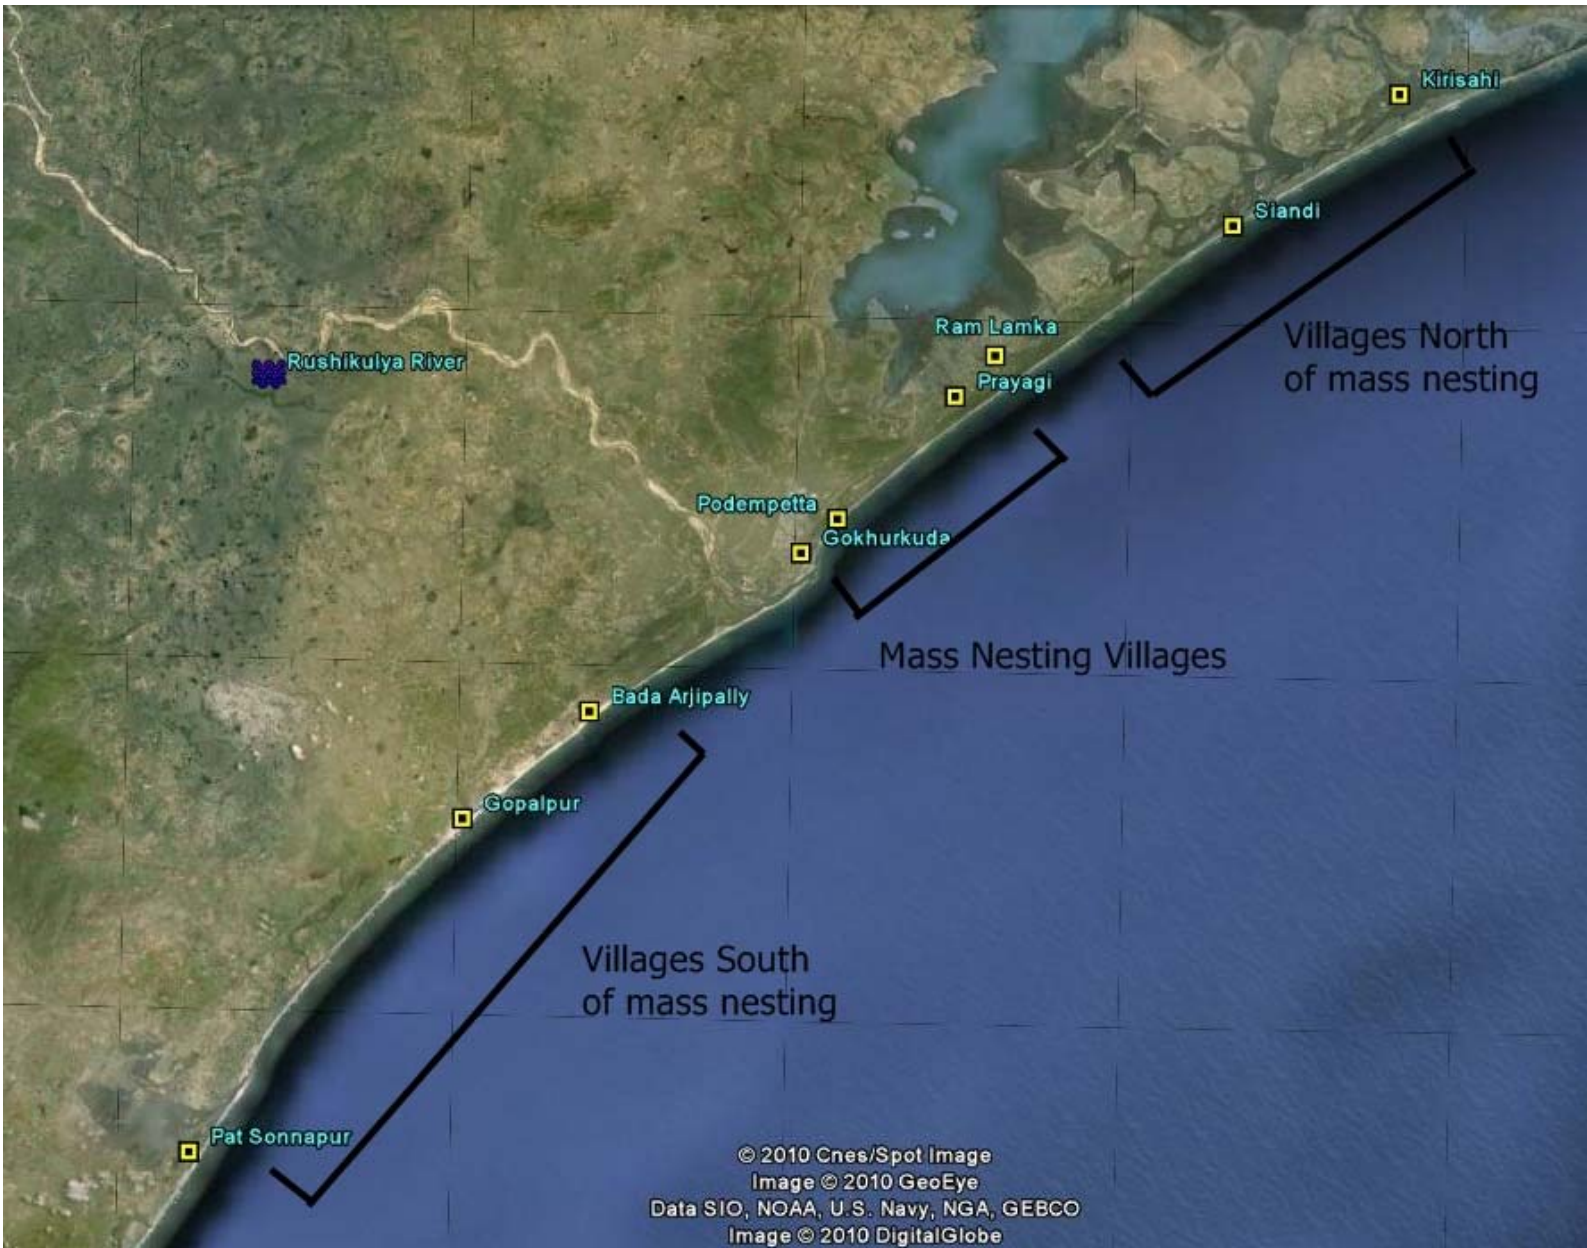 Kirisahi
Siandi
Ram Lamka
Prayagi
Rushikulya River
Villages North
of mass nesting
Podempetta
Gokhurkuda
Mass Nesting Villages
Bada Arjipally
Gopalpur
Villages South
of mass nesting
Pat Sonnapur
© 2010 Cnes/Spot Image
Image © 2010 GeoEye
Data SIO, NOAA, U.S. Navy, NGA, GEBCO
Image © 2010 DigitalGlobe